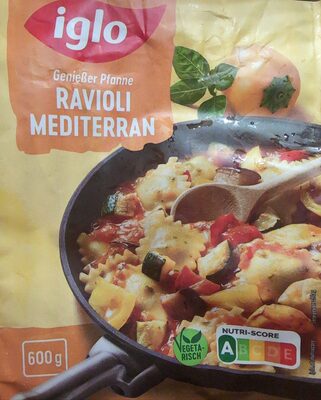 iglo
Genießer Pfanne
RAVIOLI
MEDITERRAN
600g
VEGETA-
RISCH
NUTRI-SCORE
A B C D E